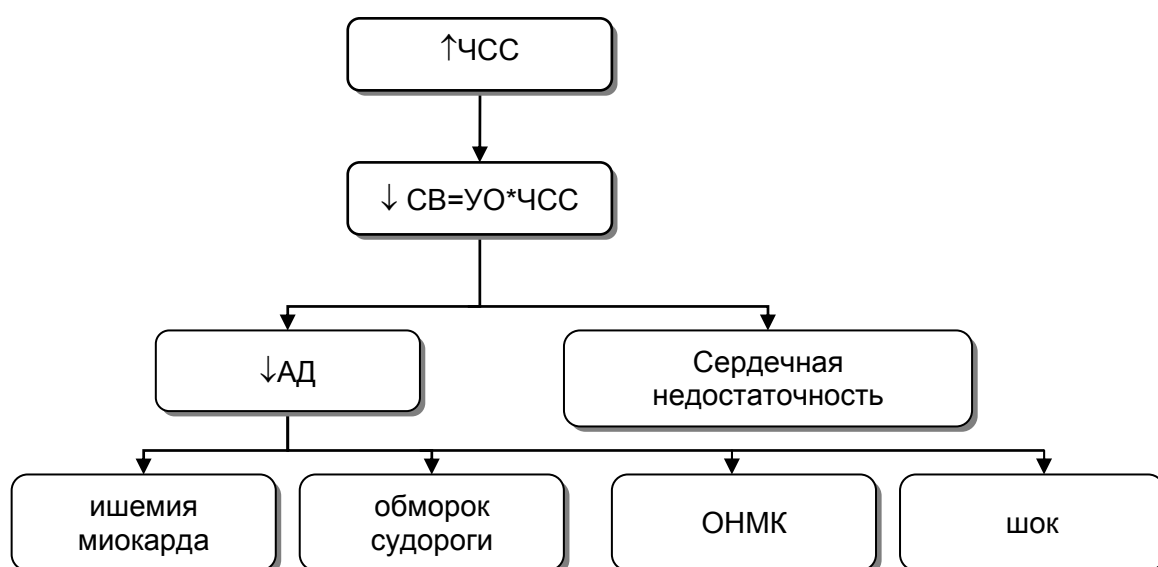 ↑ЧСС
↓ СВ=УО*ЧСС
↓АД
Сердечная
недостаточность
ишемия
миокарда
обморок
судороги
ОНМК
шок